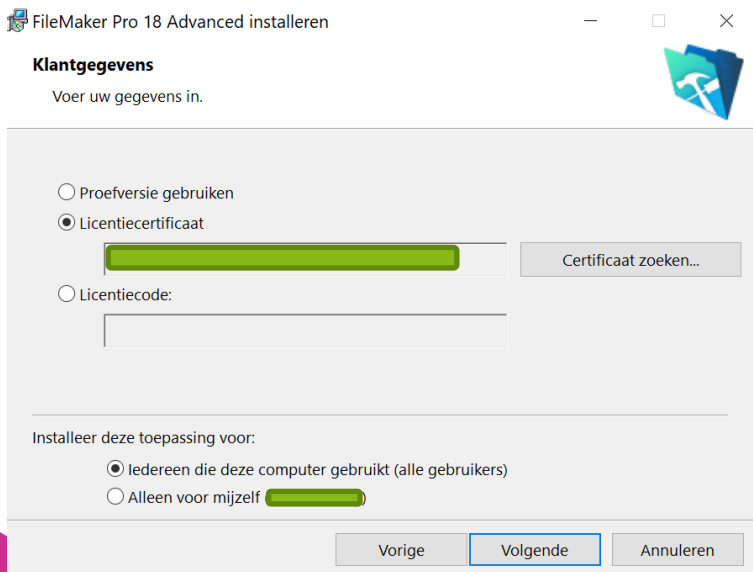 FileMaker Pro 18 Advanced installeren
Klantgegevens
Voer uw gegevens in.
Proefversie gebruiken
Licentiecertificaat
Certificaat zoeken...
Licentiecode:
Installeer deze toepassing voor:
Iedereen die deze computer gebruikt (alle gebruikers)
Alleen voor mijzelf ( )
Vorige Volgende Annuleren